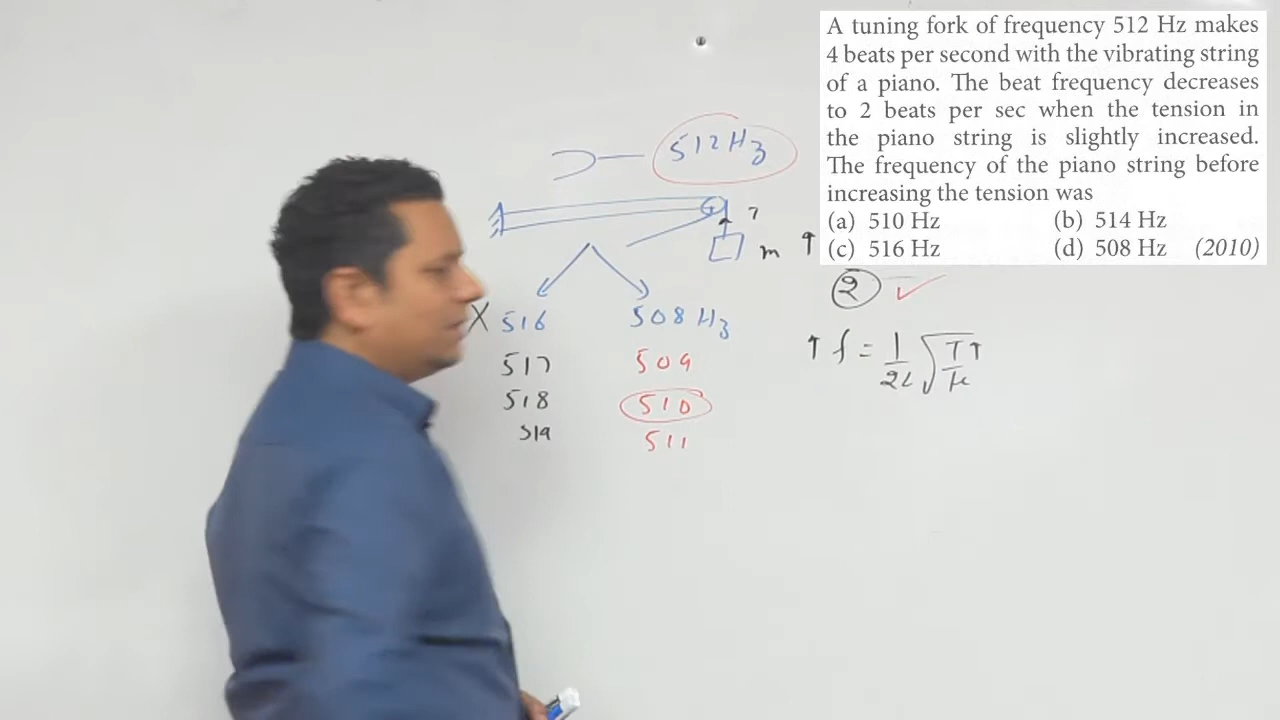 A tuning fork of frequency 512 Hz makes
4 beats per second with the vibrating string
of a piano. The beat frequency decreases
to 2 beats per sec when the tension in
the piano string is slightly increased.
The frequency of the piano string before
increasing the tension was
(a) 510 Hz (b) 514 Hz
(c) 516 Hz (d) 508 Hz (2010)
512 Hz
m ↑
2 ✓
X 516 508 Hz
517 509
518 510
519 511
↑ f = 1/2L √T↑/μ